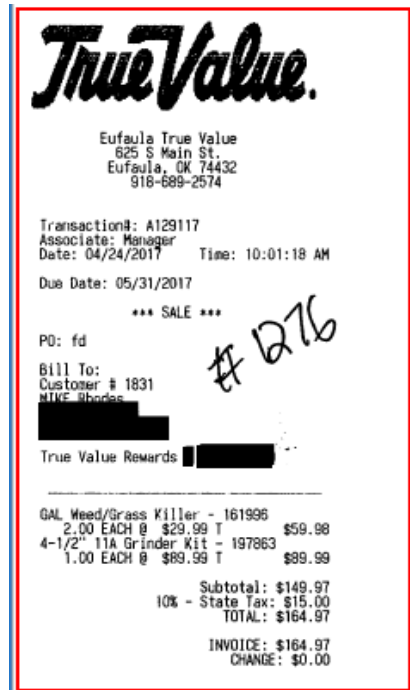 True Value.
Eufaula True Value
625 S Main St.
Eufaula, OK 74432
918-689-2574
Transaction#: A129117
Associate: Manager
Date: 04/24/2017 Time: 10:01:18 AM
Due Date: 05/31/2017
*** SALE ***
PO: fd
# 1276
Bill To:
Customer # 1831
MIKE Rhodes
True Value Rewards
GAL Weed/Grass Killer - 161996
2.00 EACH @ $29.99 T $59.98
4-1/2" 11A Grinder Kit - 197863
1.00 EACH @ $89.99 T $89.99
Subtotal: $149.97
10% - State Tax: $15.00
TOTAL: $164.97
INVOICE: $164.97
CHANGE: $0.00